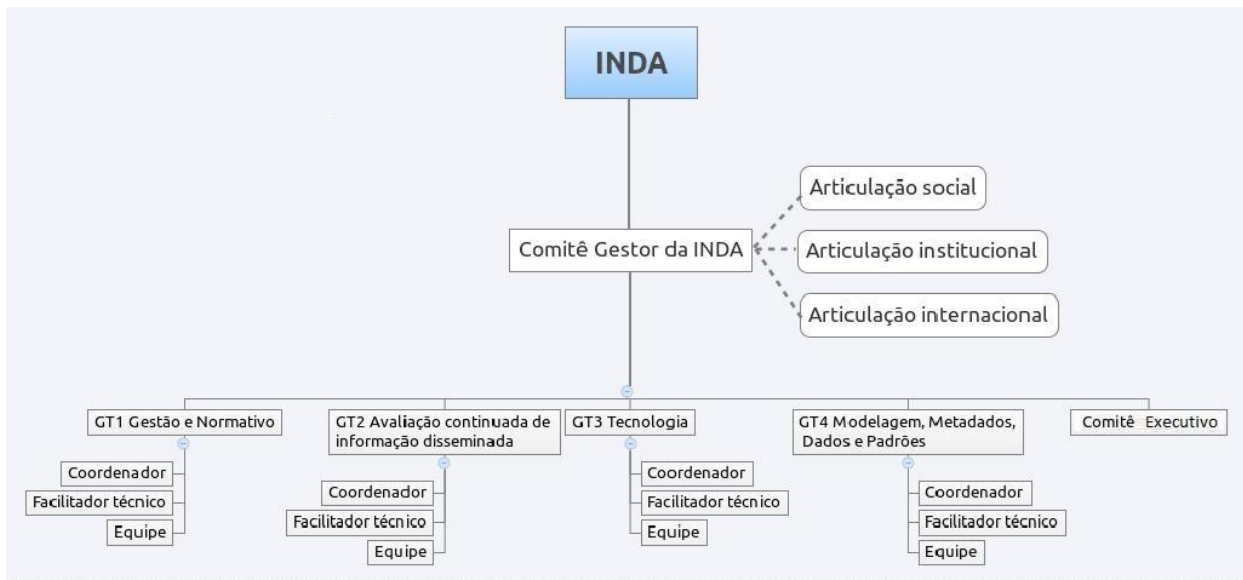 INDA
Articulação social
Comitê Gestor da INDA
Articulação institucional
Articulação internacional
GT1 Gestão e Normativo
Coordenador
Facilitador técnico
Equipe
GT2 Avaliação continuada de
informação disseminada
Coordenador
Facilitador técnico
Equipe
GT3 Tecnologia
Coordenador
Facilitador técnico
Equipe
GT4 Modelagem, Metadados,
Dados e Padrões
Coordenador
Facilitador técnico
Equipe
Comitê Executivo